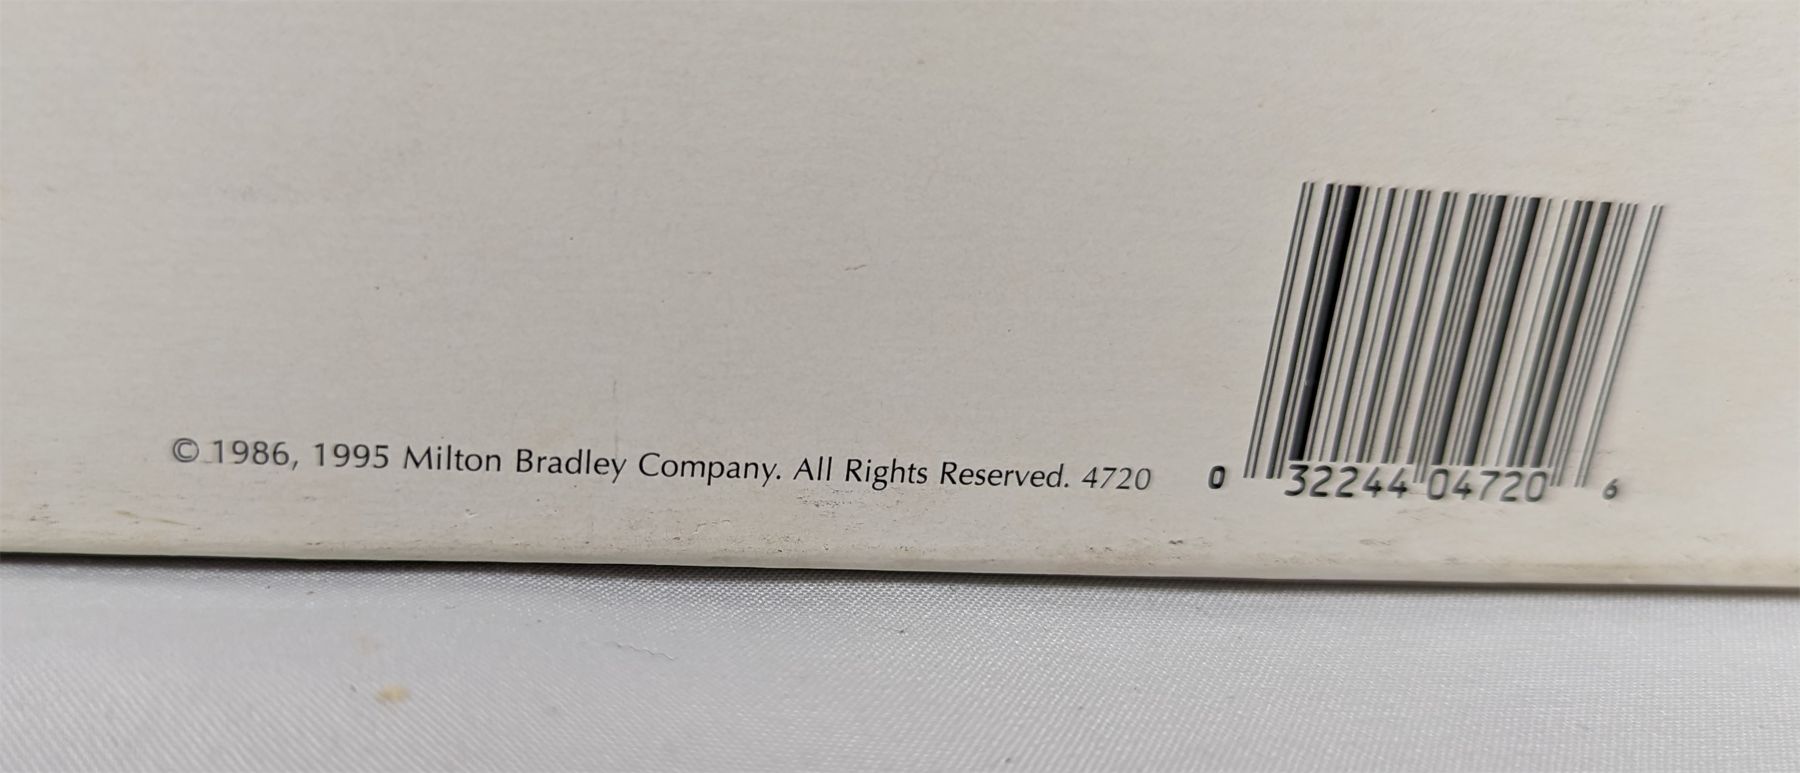 © 1986, 1995 Milton Bradley Company. All Rights Reserved. 4720
0 32244 04720 6